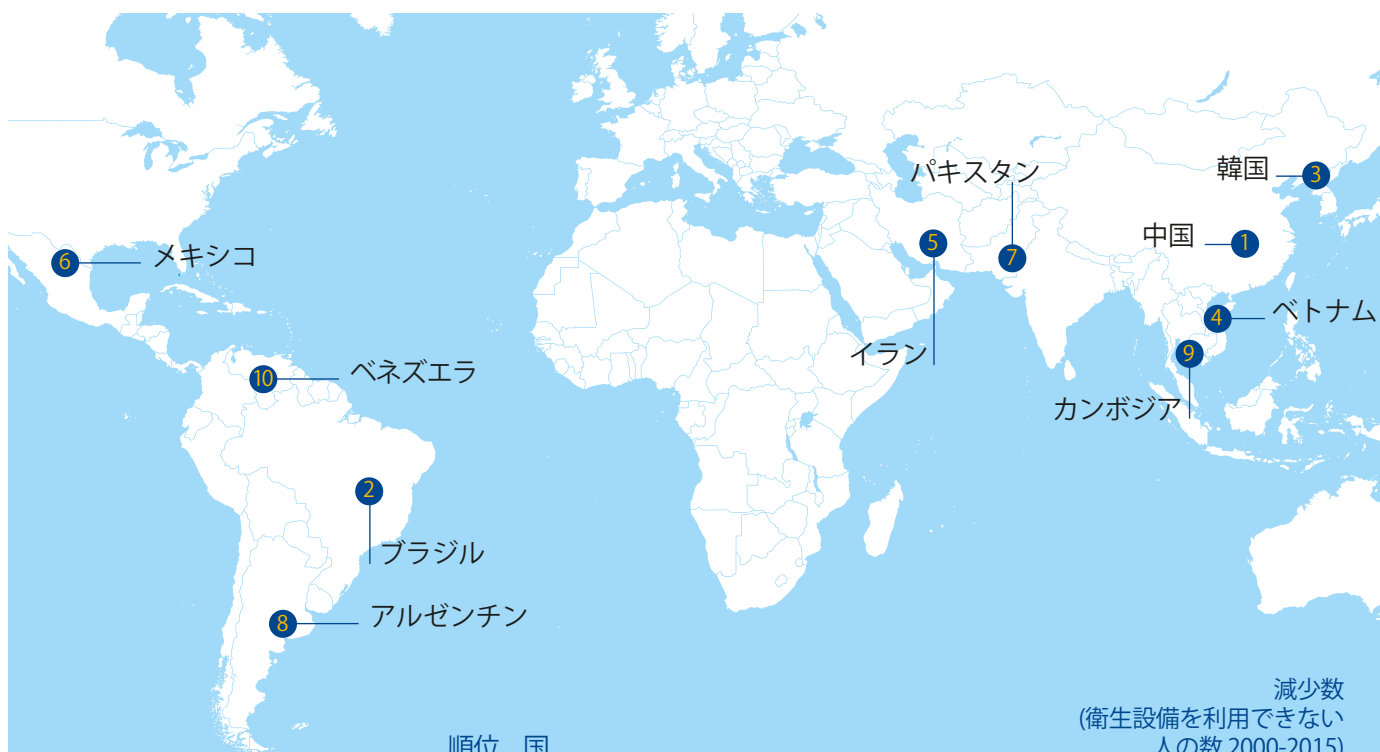 パキスタン
韓国 3
中国 1
5
7
6 メキシコ
4 ベトナム
イラン
9
10 ベネズエラ
カンボジア
2
ブラジル
8 アルゼンチン
減少数
(衛生設備を利用できない
人の数 2000-2015)
順位 国